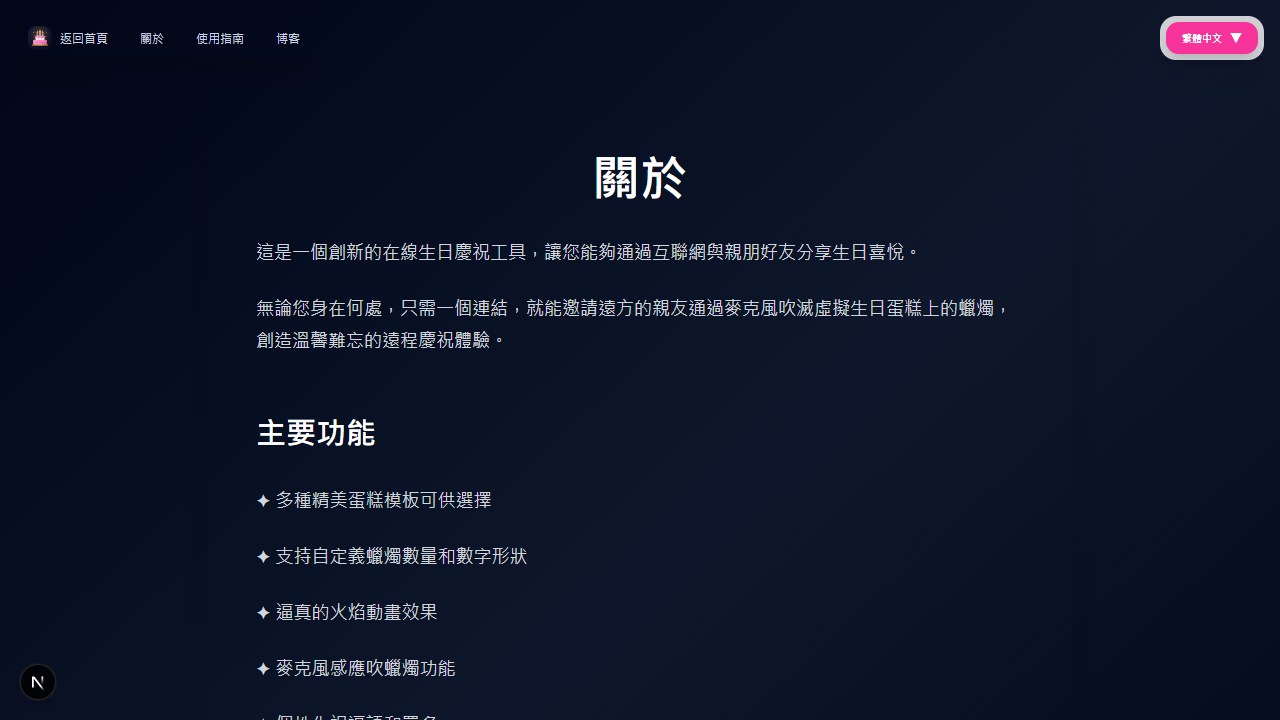 返回首頁
關於
使用指南
博客
繁體中文 ▼
關於
這是一個創新的在線生日慶祝工具，讓您能夠通過互聯網與親朋好友分享生日喜悅。
無論您身在何處，只需一個連結，就能邀請遠方的親友通過麥克風吹滅虛擬生日蛋糕上的蠟燭，
創造溫馨難忘的遠程慶祝體驗。
主要功能
✦ 多種精美蛋糕模板可供選擇
✦ 支持自定義蠟燭數量和數字形狀
✦ 逼真的火焰動畫效果
✦ 麥克風感應吹蠟燭功能
N